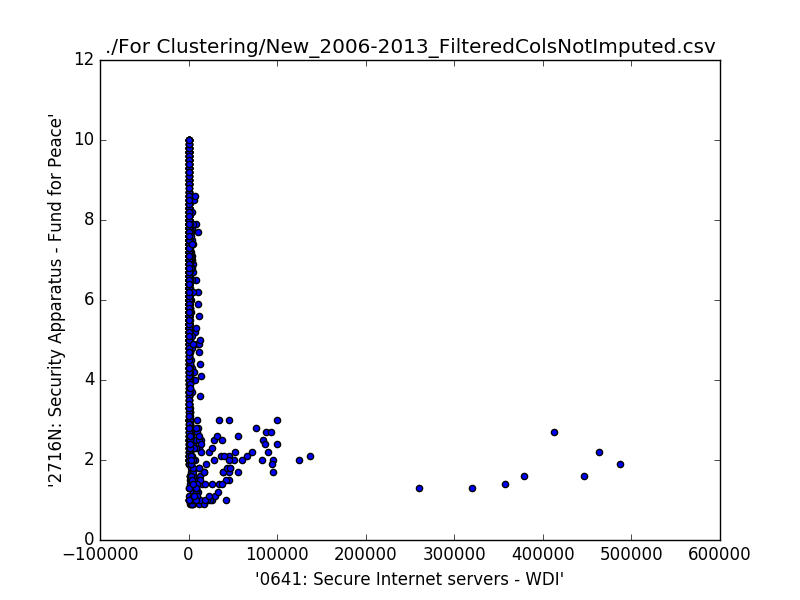 ./For Clustering/New_2006-2013_FilteredColsNotImputed.csv
12
10
8
6
4
2
0
'2716N: Security Apparatus - Fund for Peace'
−100000 0 100000 200000 300000 400000 500000 600000
'0641: Secure Internet servers - WDI'